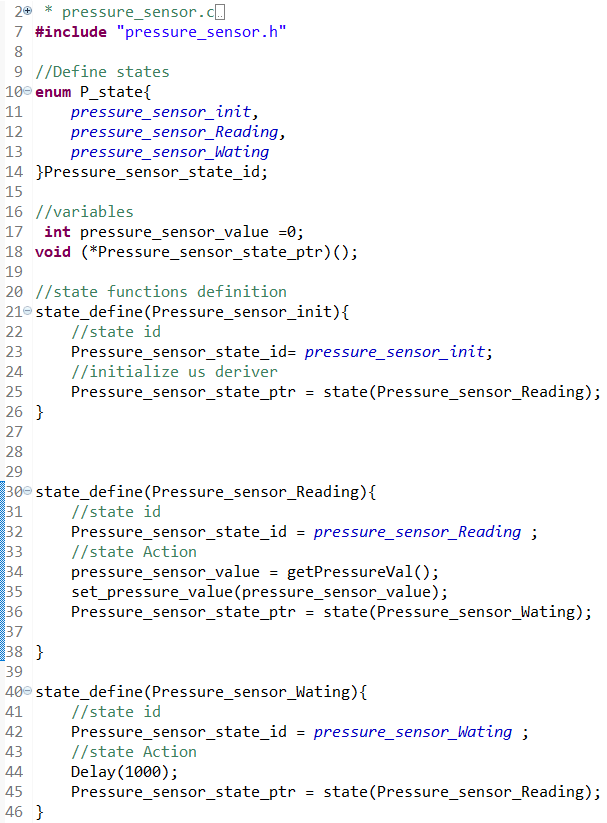 2 * pressure_sensor.c
7 #include "pressure_sensor.h"
8
9 //Define states
10 enum P_state{
11     pressure_sensor_init,
12     pressure_sensor_Reading,
13     pressure_sensor_Wating
14 }Pressure_sensor_state_id;
15
16 //variables
17  int pressure_sensor_value =0;
18 void (*Pressure_sensor_state_ptr)();
19
20 //state functions definition
21 state_define(Pressure_sensor_init){
22     //state id
23     Pressure_sensor_state_id= pressure_sensor_init;
24     //initialize us deriver
25     Pressure_sensor_state_ptr = state(Pressure_sensor_Reading);
26 }
27
28
29
30 state_define(Pressure_sensor_Reading){
31     //state id
32     Pressure_sensor_state_id = pressure_sensor_Reading ;
33     //state Action
34     pressure_sensor_value = getPressureVal();
35     set_pressure_value(pressure_sensor_value);
36     Pressure_sensor_state_ptr = state(Pressure_sensor_Wating);
37
38 }
39
40 state_define(Pressure_sensor_Wating){
41     //state id
42     Pressure_sensor_state_id = pressure_sensor_Wating ;
43     //state Action
44     Delay(1000);
45     Pressure_sensor_state_ptr = state(Pressure_sensor_Reading);
46 }